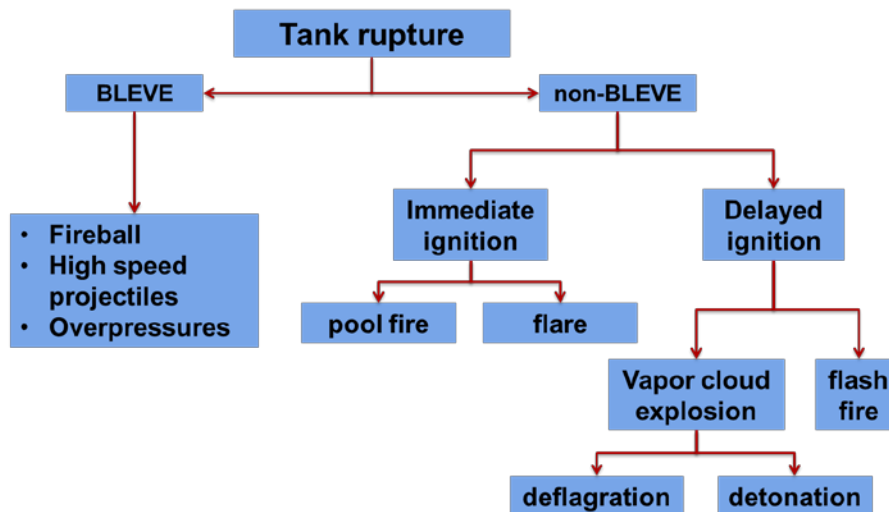 Tank rupture
BLEVE
non-BLEVE
Immediate
ignition
Delayed
ignition
• Fireball
• High speed
projectiles
• Overpressures
pool fire
flare
Vapor cloud
explosion
flash
fire
deflagration
detonation